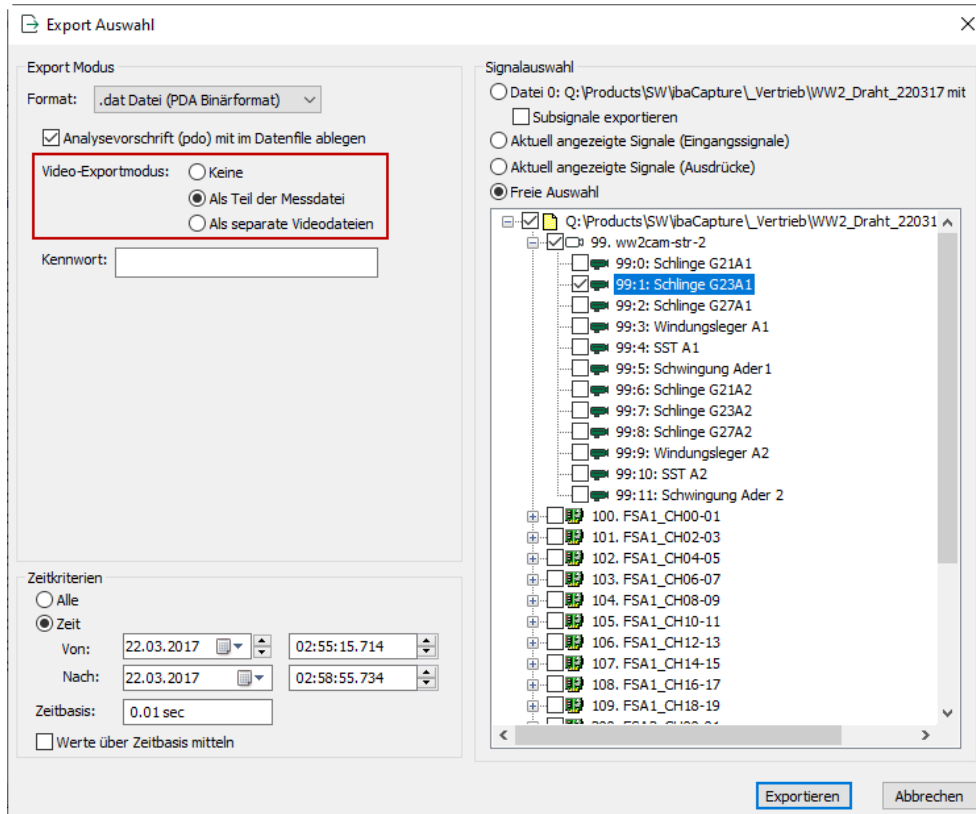 Export Auswahl
Export Modus
Format: .dat Datei (PDA Binärformat)
Analysevorschrift (pdo) mit im Datenfile ablegen
Video-Exportmodus: Keine
Als Teil der Messdatei
Als separate Videodateien
Kennwort:
Zeitkriterien
Alle
Zeit
Von: 22.03.2017 02:55:15.714
Nach: 22.03.2017 02:58:55.734
Zeitbasis: 0.01 sec
Werte über Zeitbasis mitteln
Signalauswahl
Datei 0: Q:\Products\SW\ibaCapture\_Vertrieb\WW2_Draht_220317 mit
Subsignale exportieren
Aktuell angezeigte Signale (Eingangssignale)
Aktuell angezeigte Signale (Ausdrücke)
Freie Auswahl
Q:\Products\SW\ibaCapture\_Vertrieb\WW2_Draht_22031
99. ww2cam-str-2
99:0: Schlinge G21A1
99:1: Schlinge G23A1
99:2: Schlinge G27A1
99:3: Windungsleger A1
99:4: SST A1
99:5: Schwingung Ader1
99:6: Schlinge G21A2
99:7: Schlinge G23A2
99:8: Schlinge G27A2
99:9: Windungsleger A2
99:10: SST A2
99:11: Schwingung Ader 2
100. FSA1_CH00-01
101. FSA1_CH02-03
102. FSA1_CH04-05
103. FSA1_CH06-07
104. FSA1_CH08-09
105. FSA1_CH10-11
106. FSA1_CH12-13
107. FSA1_CH14-15
108. FSA1_CH16-17
109. FSA1_CH18-19
Exportieren
Abbrechen